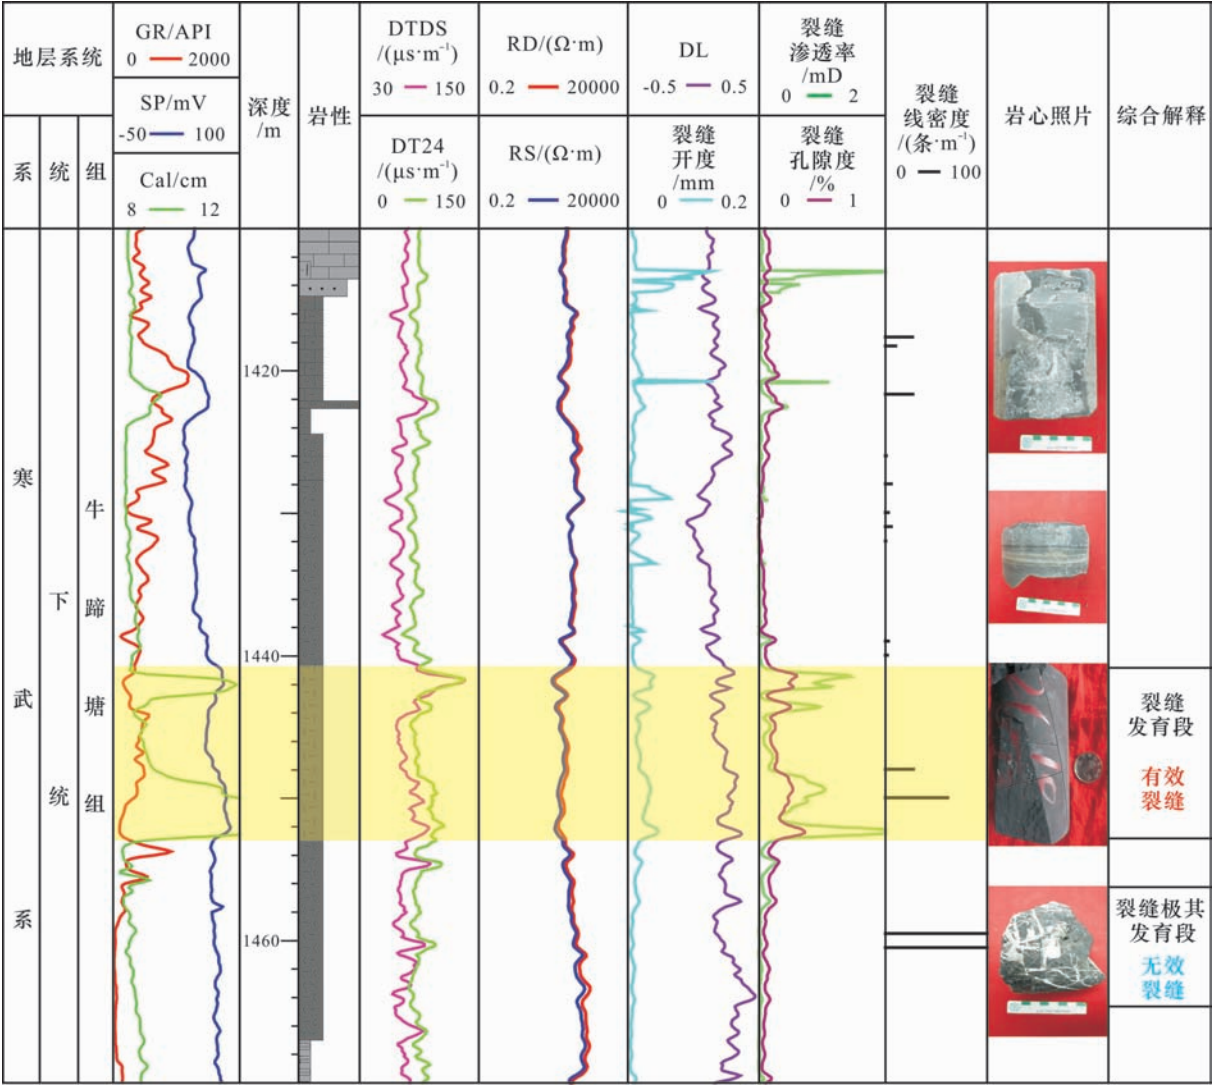 地层系统
系
统
组
GR/API
0 2000
SP/mV
-50 100
Cal/cm
8 12
深度
/m
岩性
DTDS
/(μs·m⁻¹)
30 150
DT24
/(μs·m⁻¹)
0 150
RD/(Ω·m)
0.2 20000
RS/(Ω·m)
0.2 20000
DL
-0.5 0.5
裂缝
开度
/mm
0 0.2
裂缝
渗透率
/mD
0 2
裂缝
孔隙度
/%
0 1
裂缝
线密度
/(条·m⁻¹)
0 100
岩心照片
综合解释
寒
武
系
下
统
牛
蹄
塘
组
1420
1440
1460
裂缝
发育段
有效
裂缝
裂缝极其
发育段
无效
裂缝